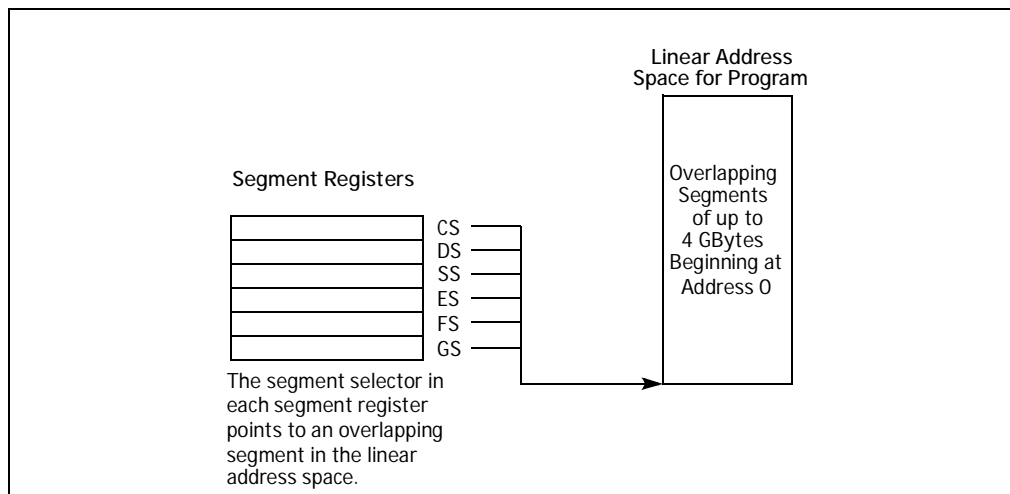 Linear Address
Space for Program
Overlapping
Segments
of up to
4 GBytes
Beginning at
Address 0
Segment Registers
CS
DS
SS
ES
FS
GS
The segment selector in
each segment register
points to an overlapping
segment in the linear
address space.